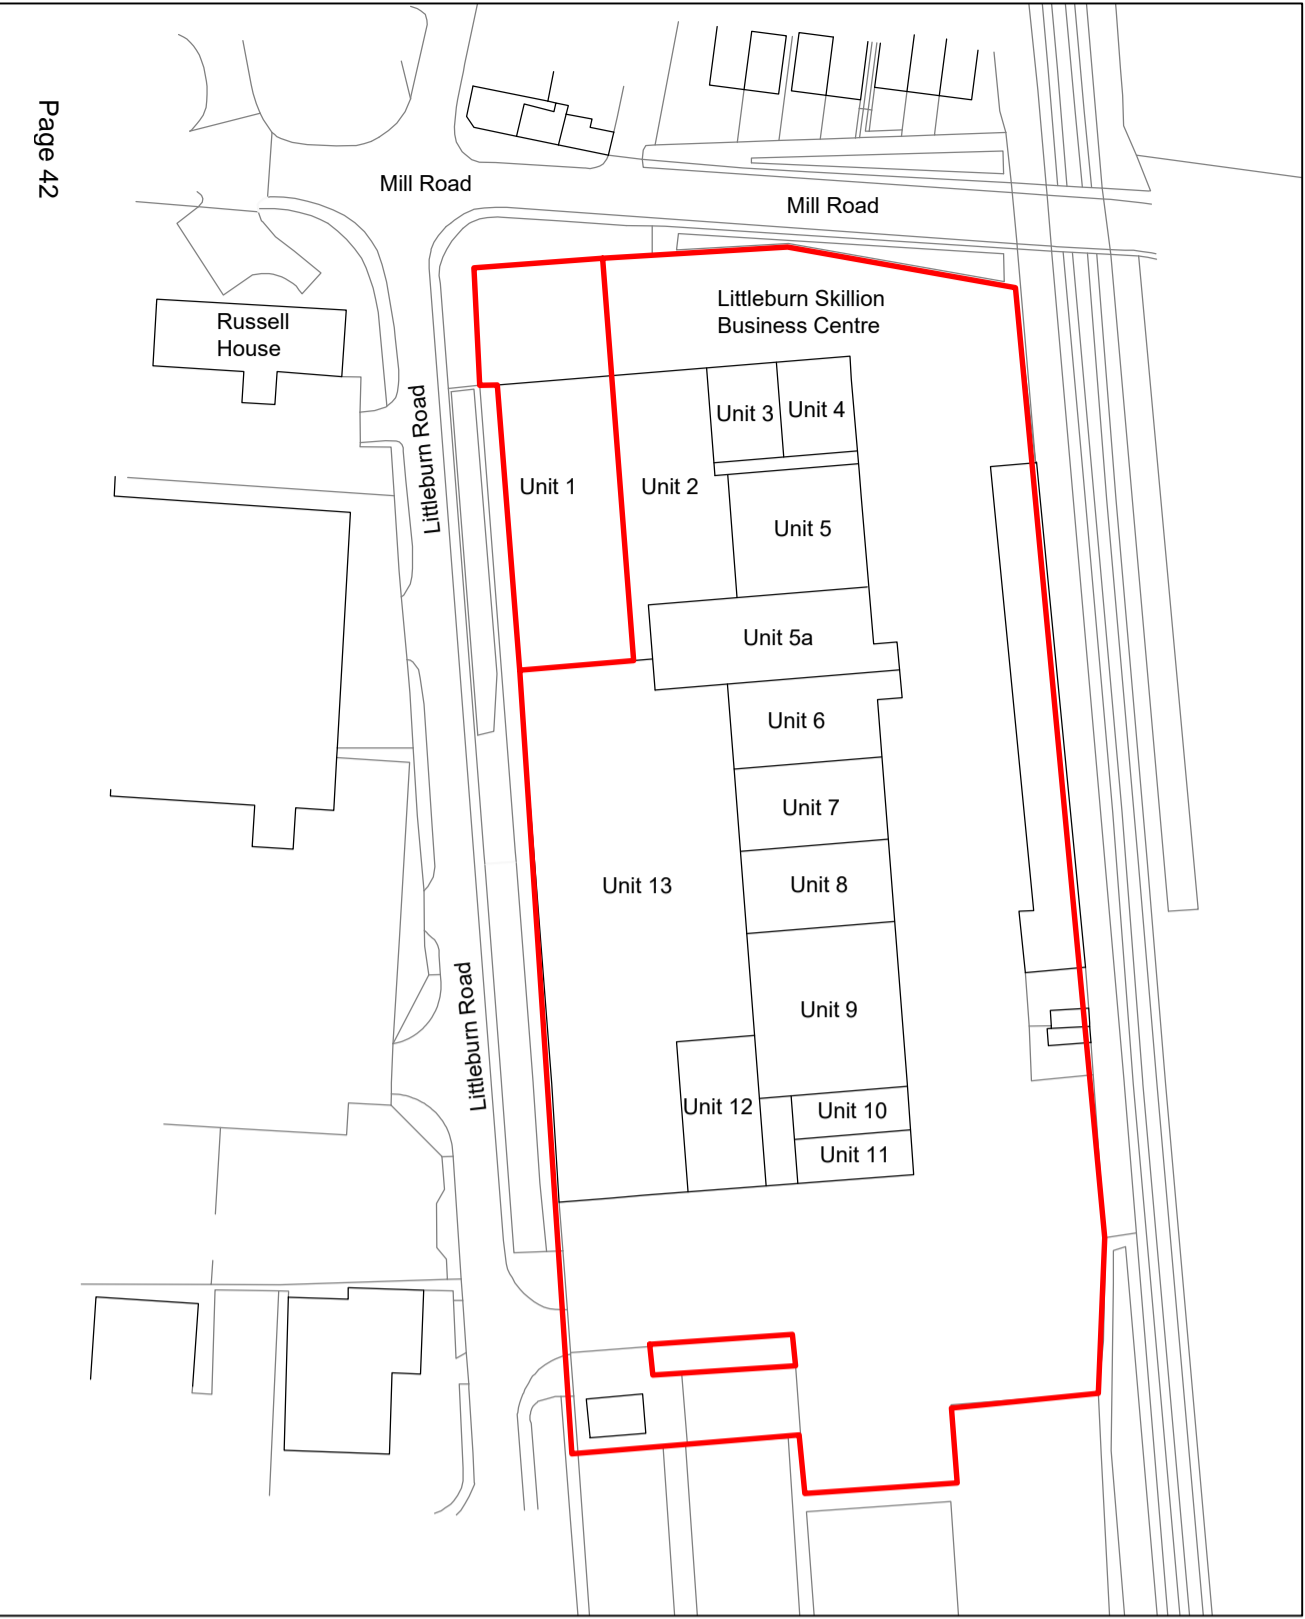 Page 42
Mill Road
Mill Road
Littleburn Skillion
Business Centre
Russell
House
Littleburn Road
Unit 3
Unit 4
Unit 1
Unit 2
Unit 5
Unit 5a
Unit 6
Unit 7
Unit 8
Unit 13
Littleburn Road
Unit 9
Unit 12
Unit 10
Unit 11